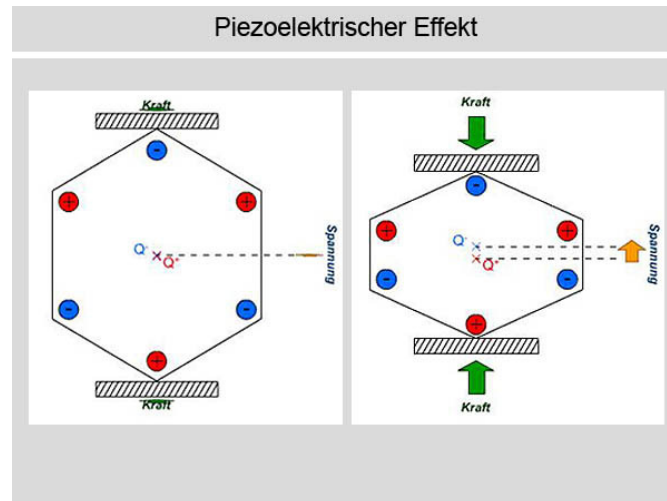 Piezoelektrischer Effekt
Kraft
-
+
+
Q-
Q+
Spannung
-
-
+
Kraft
Kraft
-
+
+
Q-
Q+
Spannung
-
-
+
Kraft